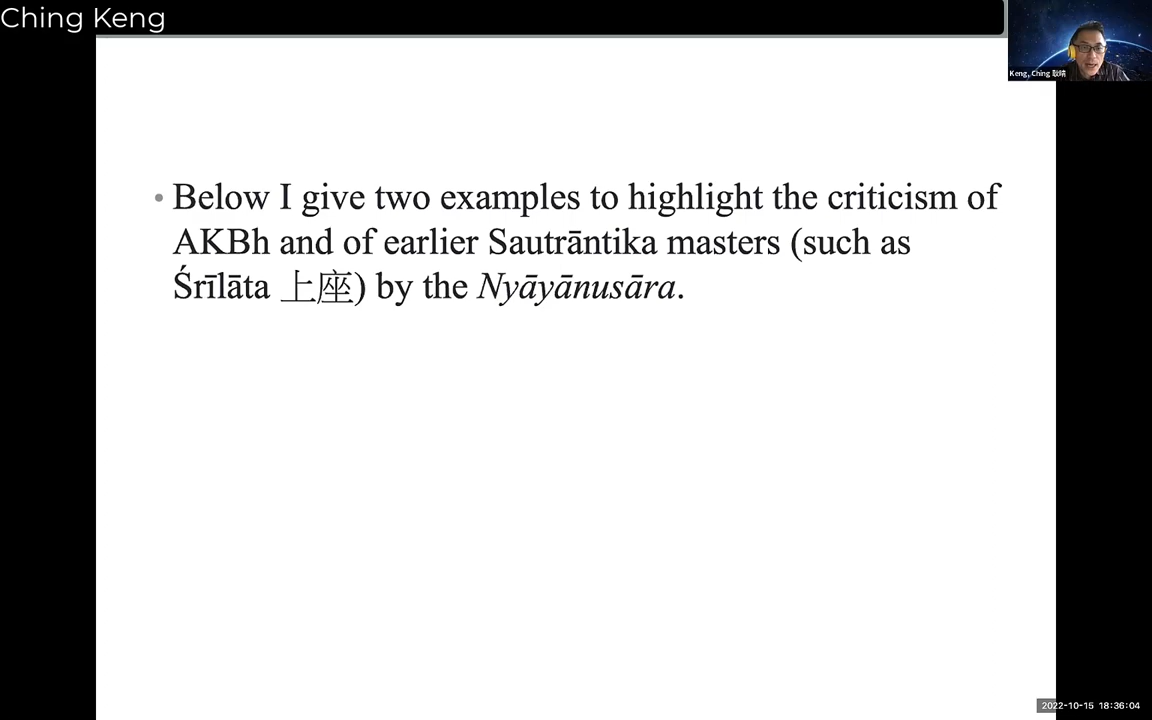 Ching Keng
Keng, Ching 耿晴
• Below I give two examples to highlight the criticism of
AKBh and of earlier Sautrāntika masters (such as
Śrīlāta 上座) by the Nyāyānusāra.
2022-10-15 18:36:04